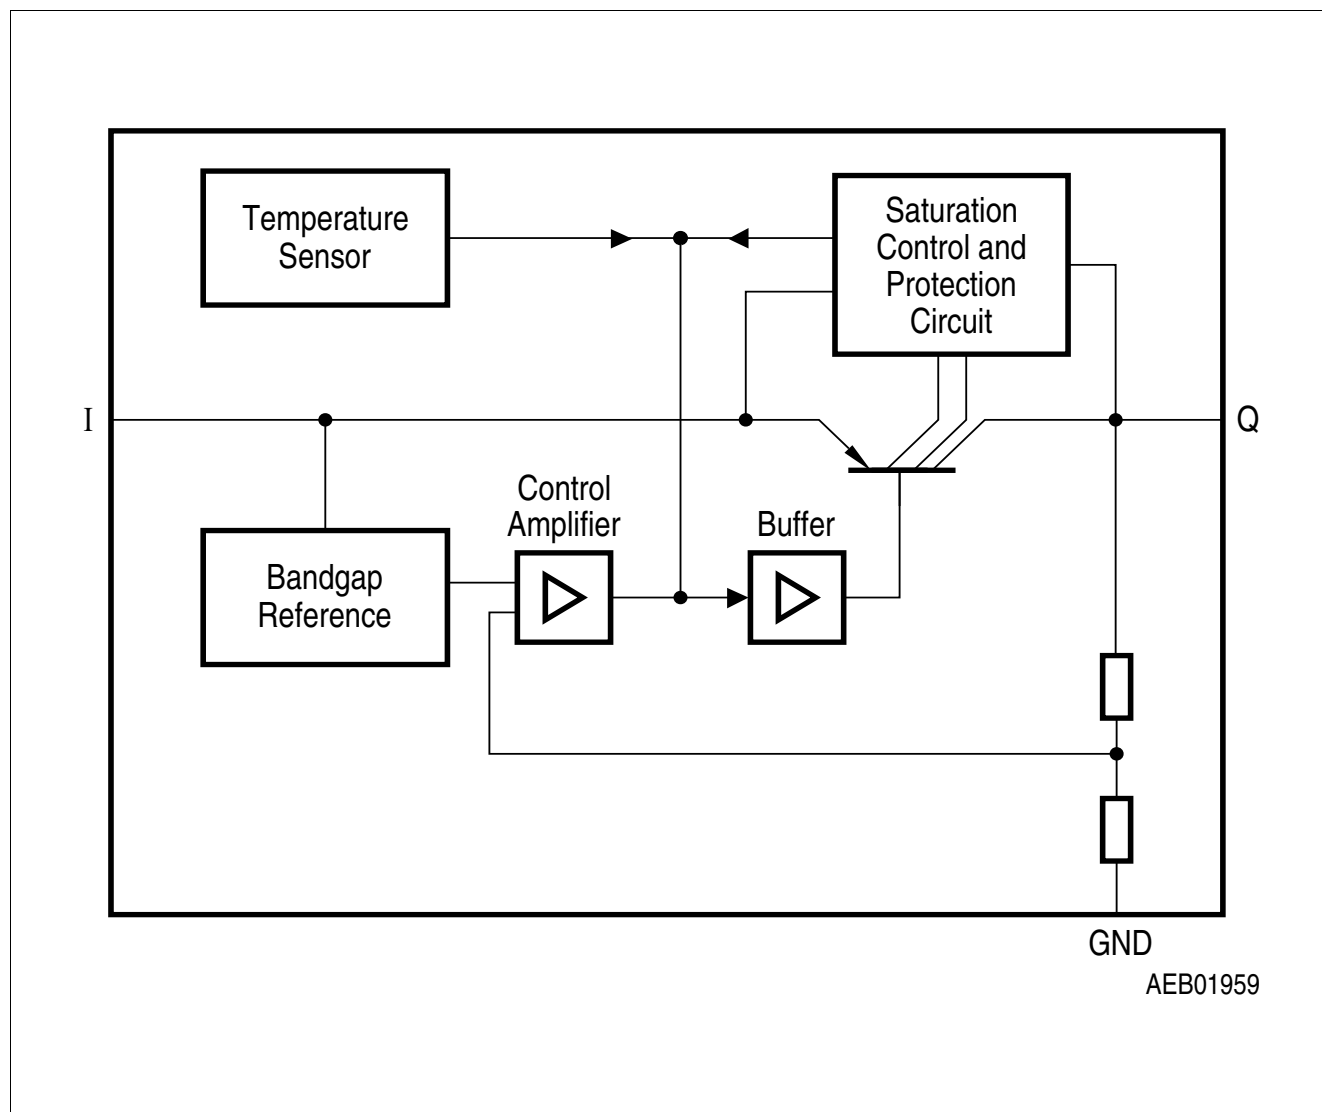 Temperature
Sensor
Saturation
Control and
Protection
Circuit
I
Q
Control
Amplifier
Buffer
Bandgap
Reference
GND
AEB01959